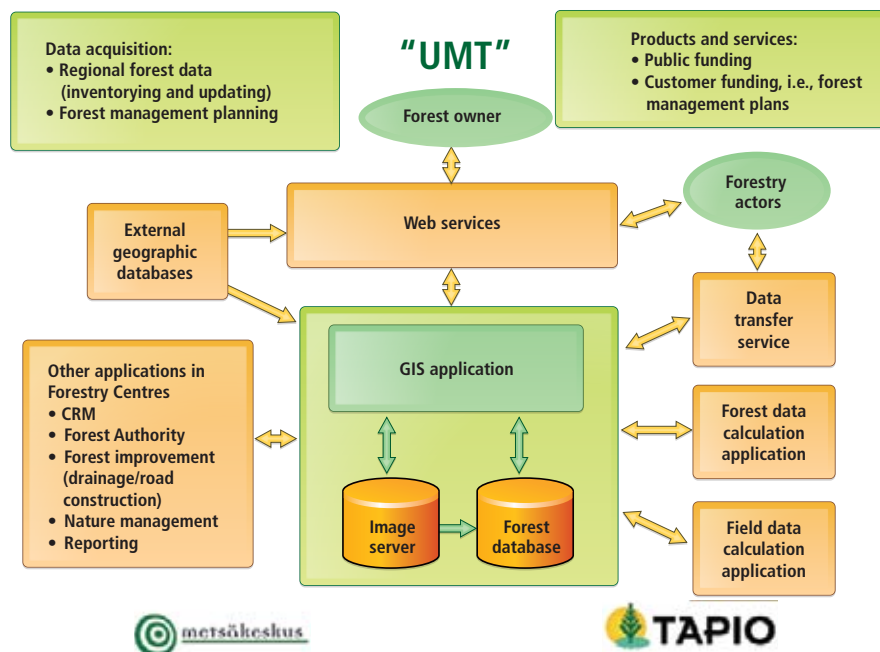 Data acquisition:
• Regional forest data
(inventorying and updating)
• Forest management planning
“UMT”
Products and services:
• Public funding
• Customer funding, i.e., forest
management plans
Forest owner
Web services
Forestry
actors
External
geographic
databases
Data
transfer
service
GIS application
Other applications in
Forestry Centres
• CRM
• Forest Authority
• Forest improvement
(drainage/road
construction)
• Nature management
• Reporting
Forest data
calculation
application
Image
server
Forest
database
Field data
calculation
application
metsäkeskus
TAPIO